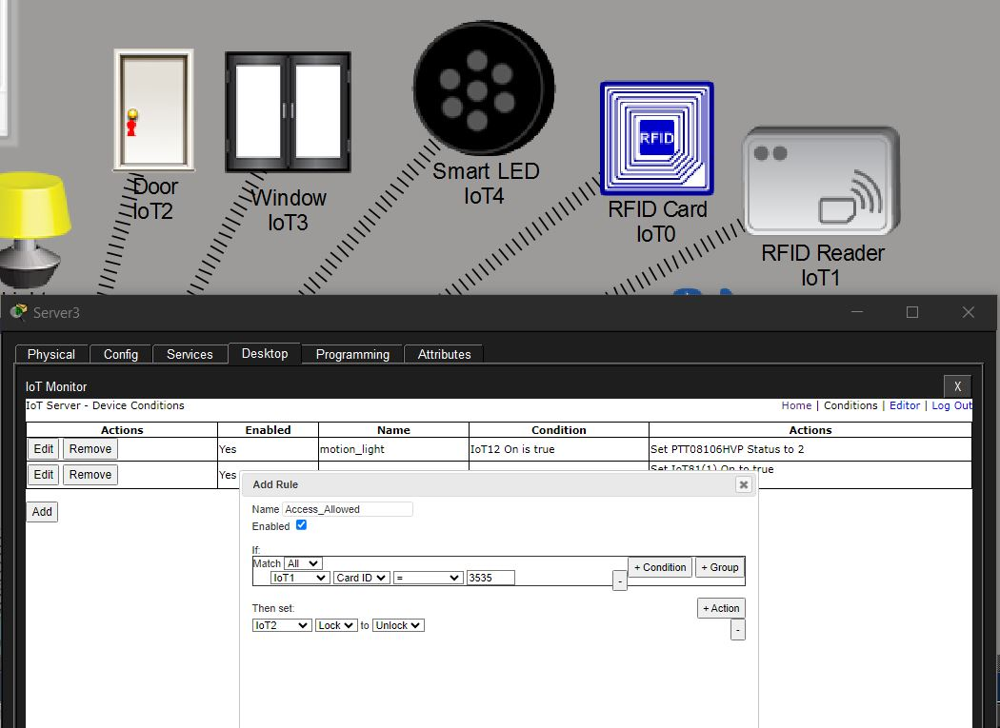 RFID
Smart LED
IoT4
Door
IoT2
Window
IoT3
RFID Card
IoT0
RFID Reader
IoT1
Server3
Physical
Config
Services
Desktop
Programming
Attributes
IoT Monitor
X
IoT Server - Device Conditions
Home | Conditions | Editor | Log Out
Actions Enabled Name Condition Actions
Edit Remove Yes motion_light IoT12 On is true Set PTT08106HVP Status to 2
Edit Remove Yes Set IoT81(1) On to true
Add
Add Rule
Name Access_Allowed
Enabled
If:
Match All
+ Condition + Group
IoT1 Card ID = 3535 -
Then set:
+ Action
IoT2 Lock to Unlock
-